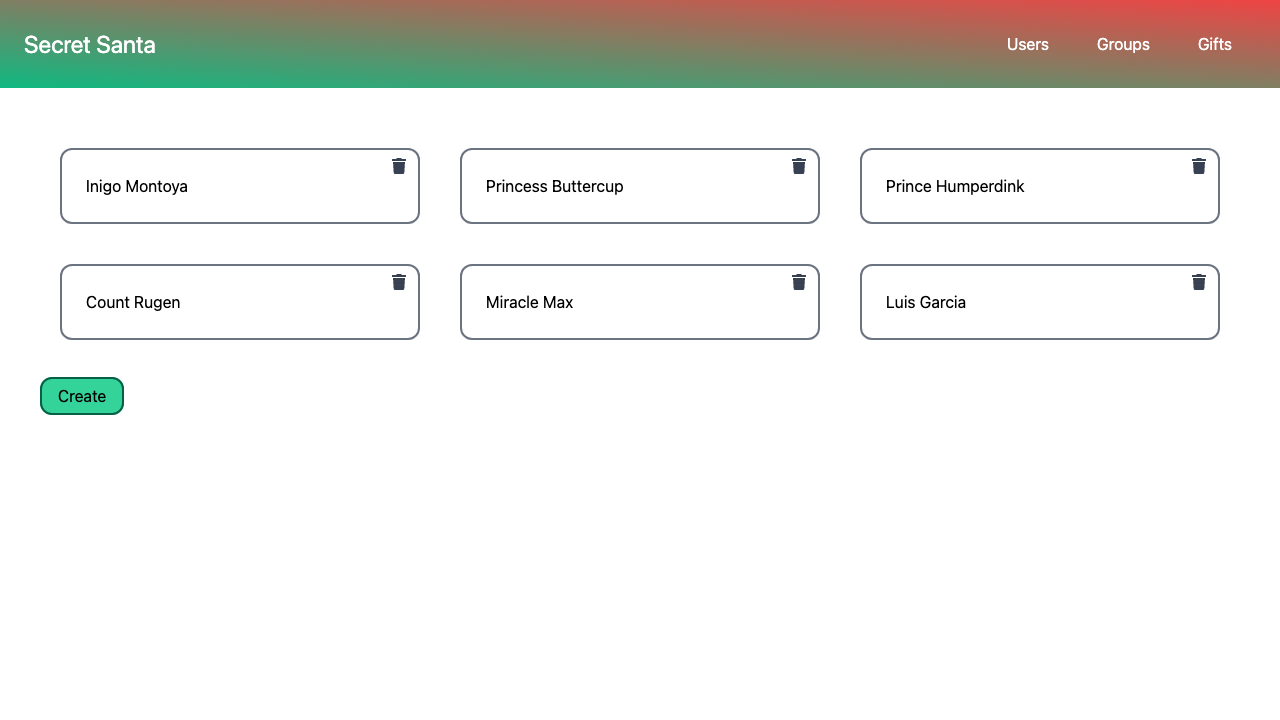 Secret Santa
Users
Groups
Gifts
Inigo Montoya
Princess Buttercup
Prince Humperdink
Count Rugen
Miracle Max
Luis Garcia
Create